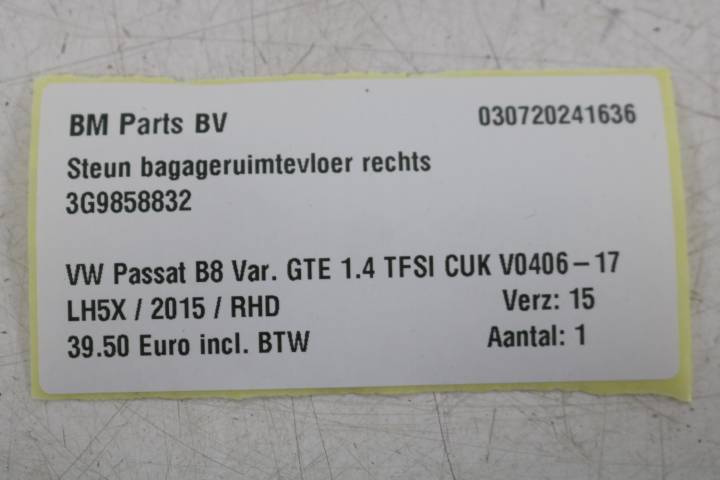 BM Parts BV 030720241636
Steun bagageruimtevloer rechts
3G9858832
VW Passat B8 Var. GTE 1.4 TFSI CUK V0406-17
LH5X / 2015 / RHD Verz: 15
39.50 Euro incl. BTW Aantal: 1